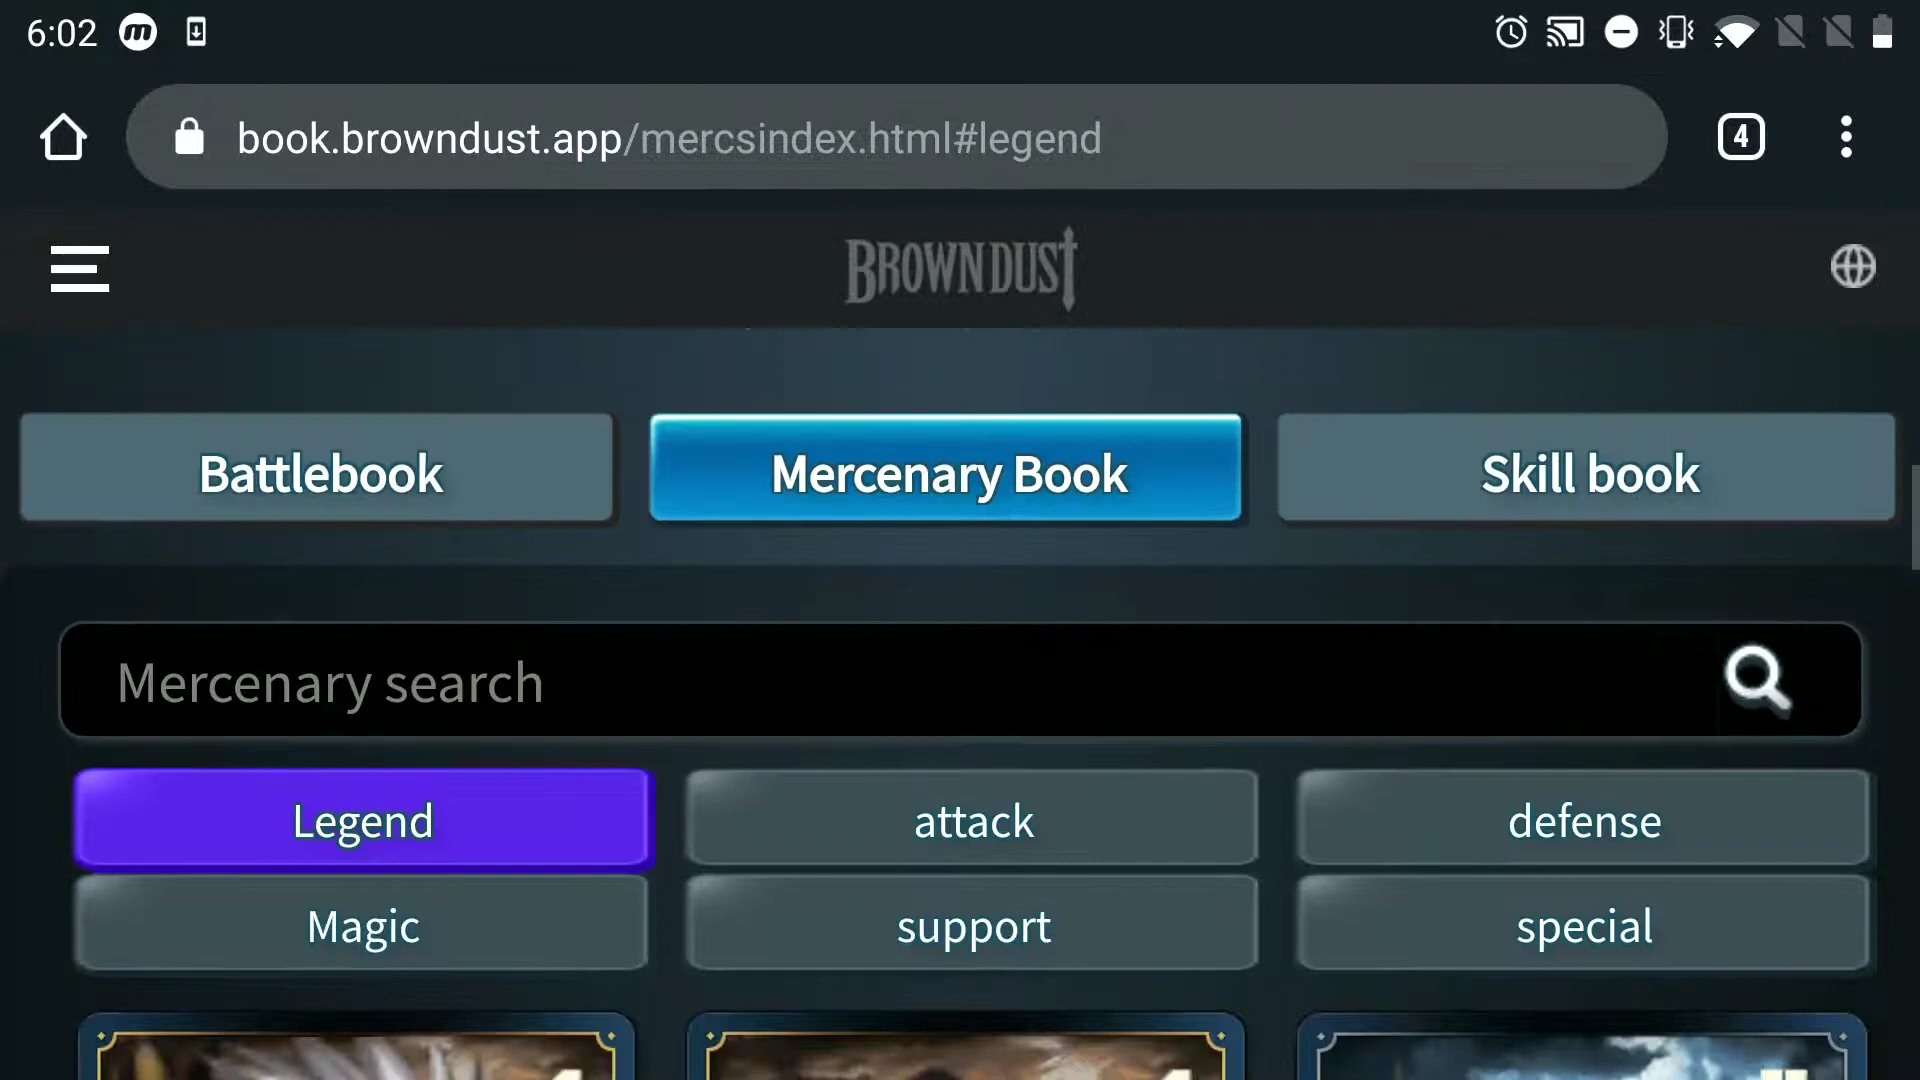 6:02
book.browndust.app/mercsindex.html#legend
4
BROWN DUST
Battlebook
Mercenary Book
Skill book
Mercenary search
Legend
attack
defense
Magic
support
special